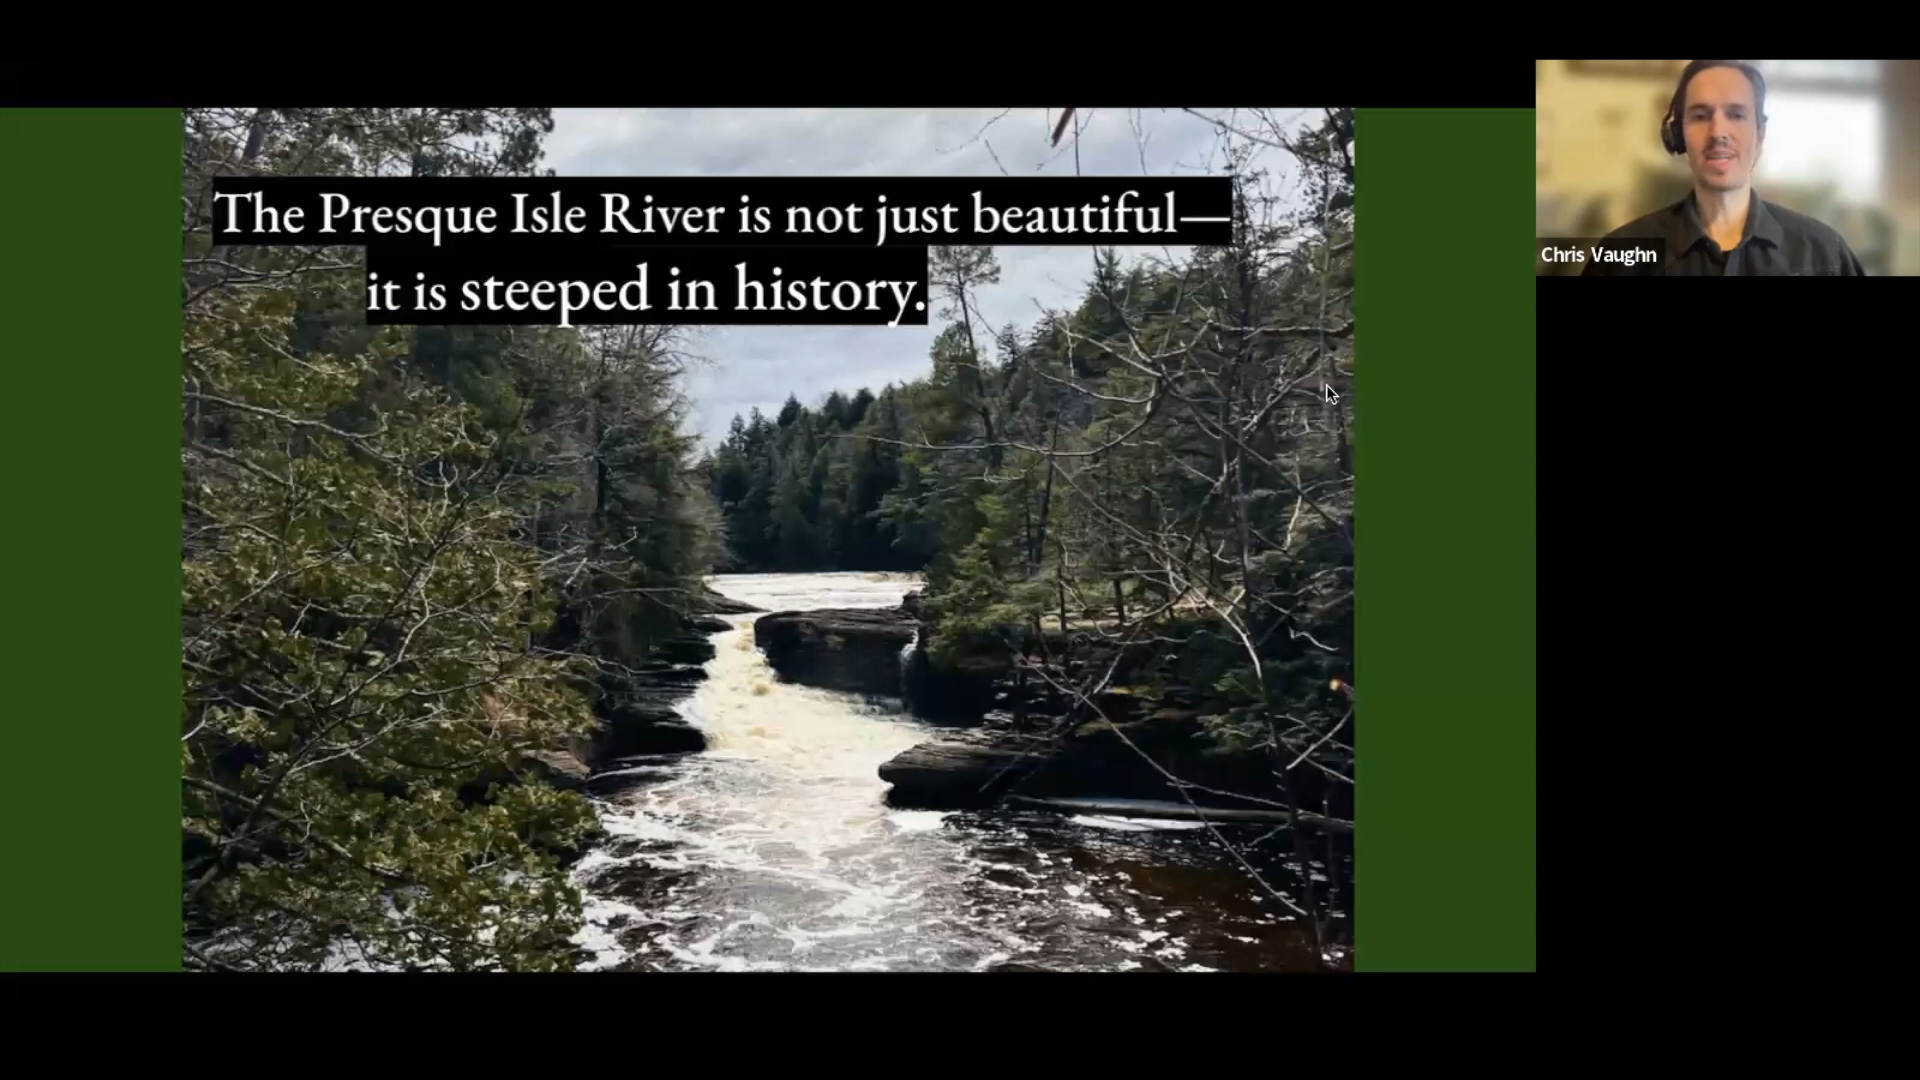 The Presque Isle River is not just beautiful—
it is steeped in history.
Chris Vaughn